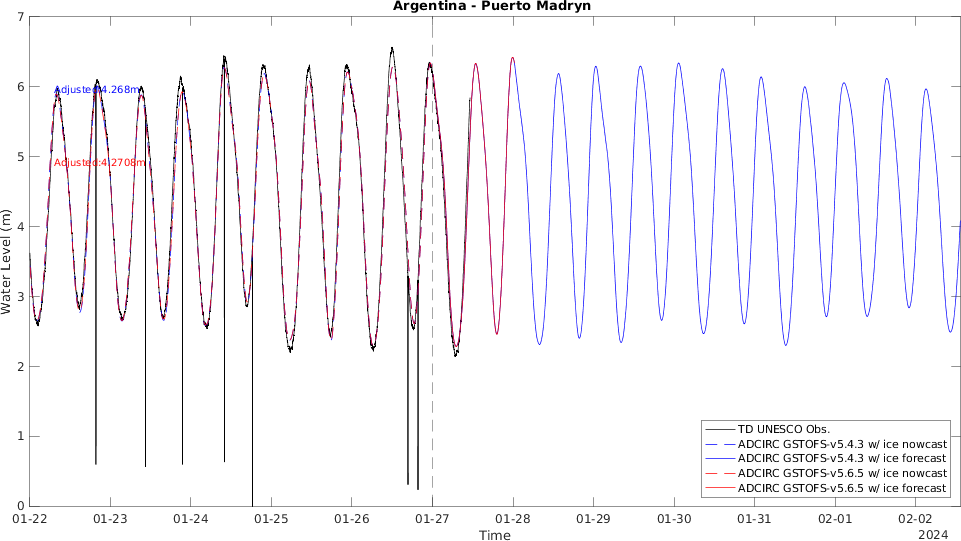 Argentina - Puerto Madryn
7
6
5
4
3
2
1
0
Water Level (m)
Adjusted:4.268m
Adjusted:4.2708m
TD UNESCO Obs.
ADCIRC GSTOFS-v5.4.3 w/ ice nowcast
ADCIRC GSTOFS-v5.4.3 w/ ice forecast
ADCIRC GSTOFS-v5.6.5 w/ ice nowcast
ADCIRC GSTOFS-v5.6.5 w/ ice forecast
01-22 01-23 01-24 01-25 01-26 01-27 01-28 01-29 01-30 01-31 02-01 02-02
Time
2024